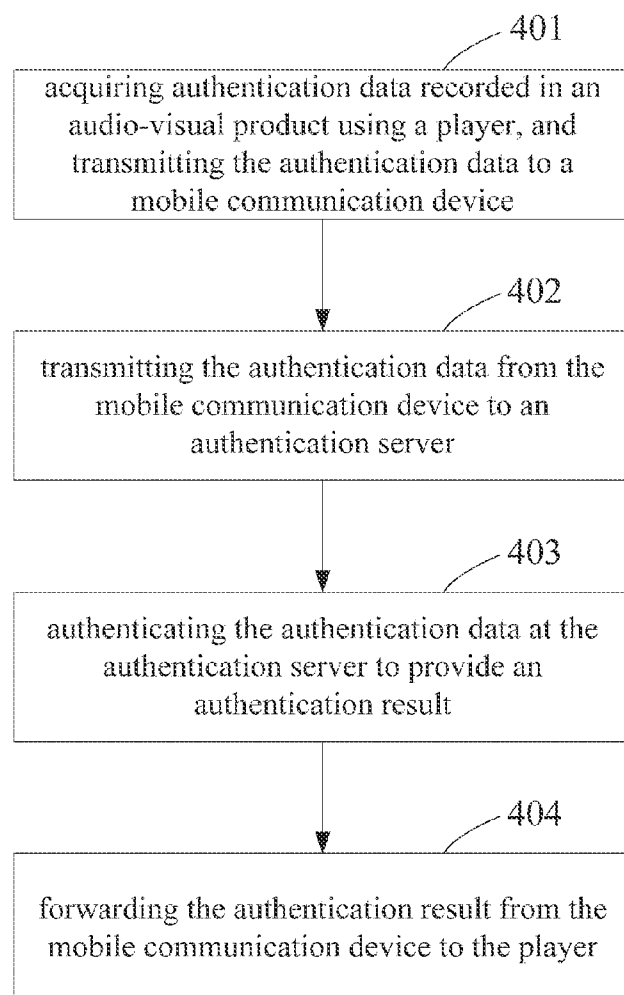 401
acquiring authentication data recorded in an
audio-visual product using a player, and
transmitting the authentication data to a
mobile communication device
402
transmitting the authentication data from the
mobile communication device to an
authentication server
403
authenticating the authentication data at the
authentication server to provide an
authentication result
404
forwarding the authentication result from the
mobile communication device to the player